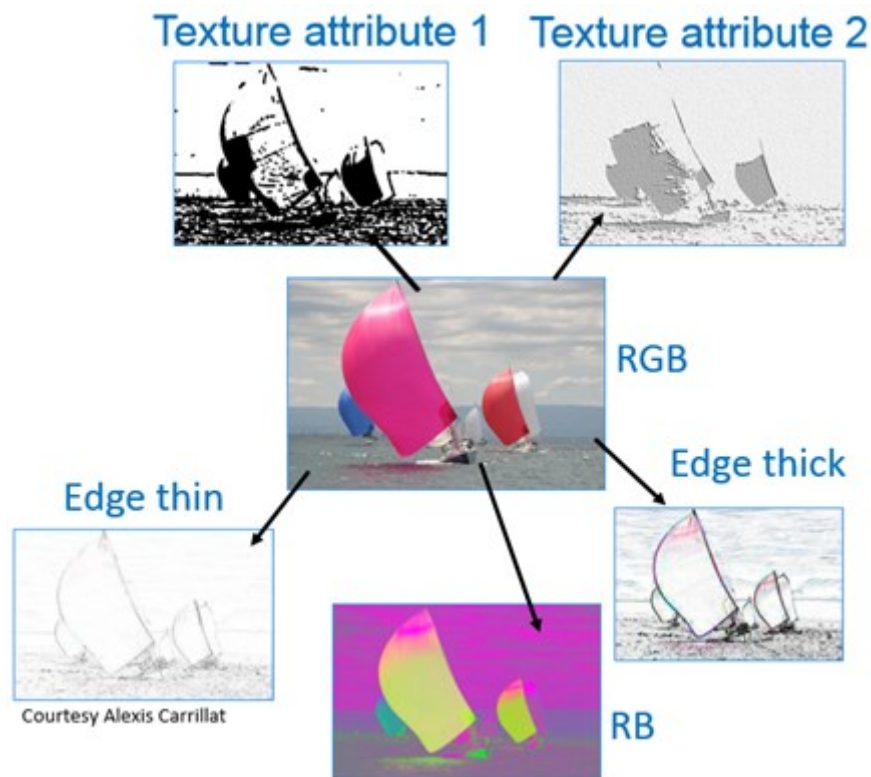 Texture attribute 1
Texture attribute 2
RGB
Edge thick
Edge thin
Courtesy Alexis Carrillat
RB